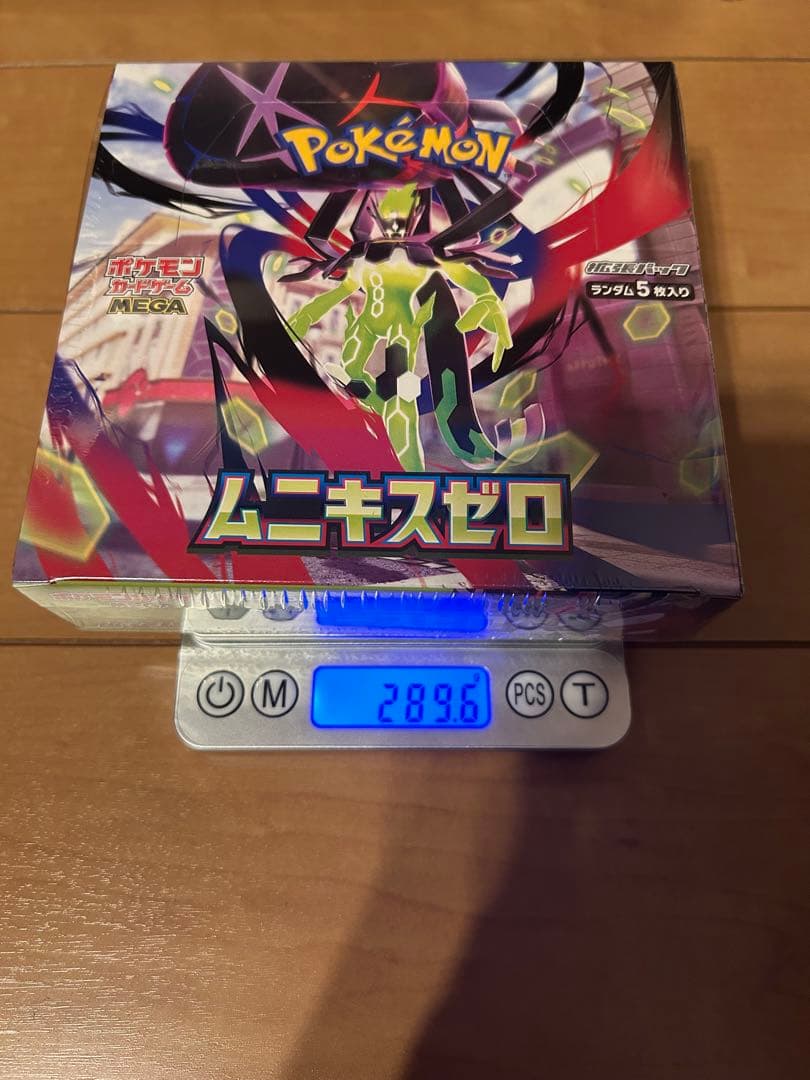 POKéMON
ポケモン
カードゲーム
MEGA
拡張パック
ランダム5枚入り
ムニキスゼロ
M
289.6 g
PCS
T